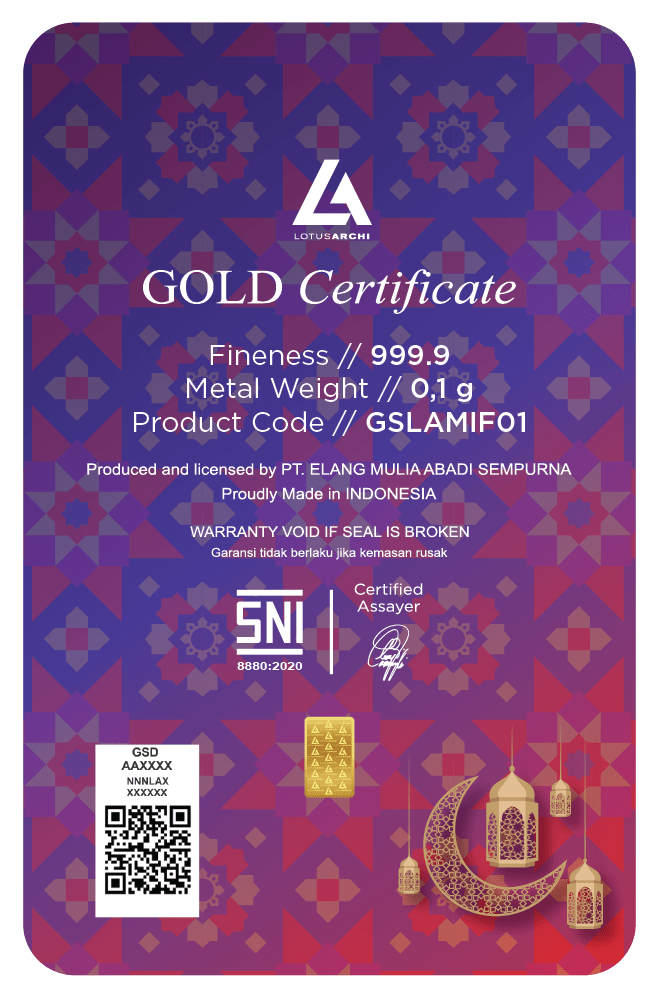 LOTUSARCHI
GOLD Certificate
Fineness // 999.9
Metal Weight // 0,1 g
Product Code // GSLAMIF01
Produced and licensed by PT. ELANG MULIA ABADI SEMPURNA
Proudly Made in INDONESIA
WARRANTY VOID IF SEAL IS BROKEN
Garansi tidak berlaku jika kemasan rusak
Certified
Assayer
SNI
8880:2020
GSD
AAXXXX
NNNLAX
XXXXXX